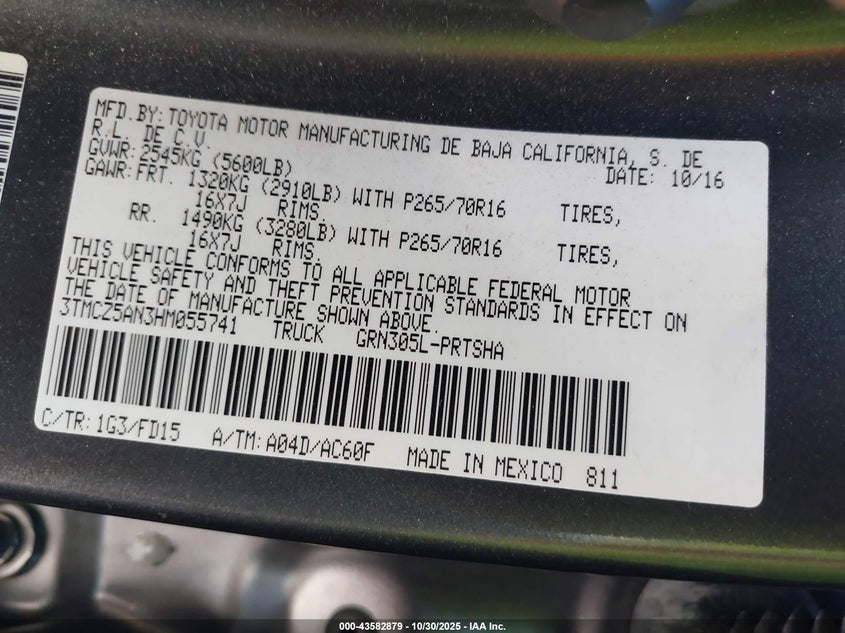 MFD. BY: TOYOTA MOTOR MANUFACTURING DE BAJA CALIFORNIA, S. DE
R.L. DE C.V.
DATE: 10/16
GVWR: 2545KG (5600LB)
GAWR: FRT. 1320KG (2910LB) WITH P265/70R16 TIRES,
16X7J RIMS.
RR. 1490KG (3280LB) WITH P265/70R16 TIRES,
16X7J RIMS.
THIS VEHICLE CONFORMS TO ALL APPLICABLE FEDERAL MOTOR
VEHICLE SAFETY AND THEFT PREVENTION STANDARDS IN EFFECT ON
THE DATE OF MANUFACTURE SHOWN ABOVE.
3TMCZ5AN3HM055741 TRUCK GRN305L-PRTSHA
C/TR: 1G3/FD15 A/TM: A04D/AC60F MADE IN MEXICO 811
000-43582879 • 10/30/2025 - IAA Inc.